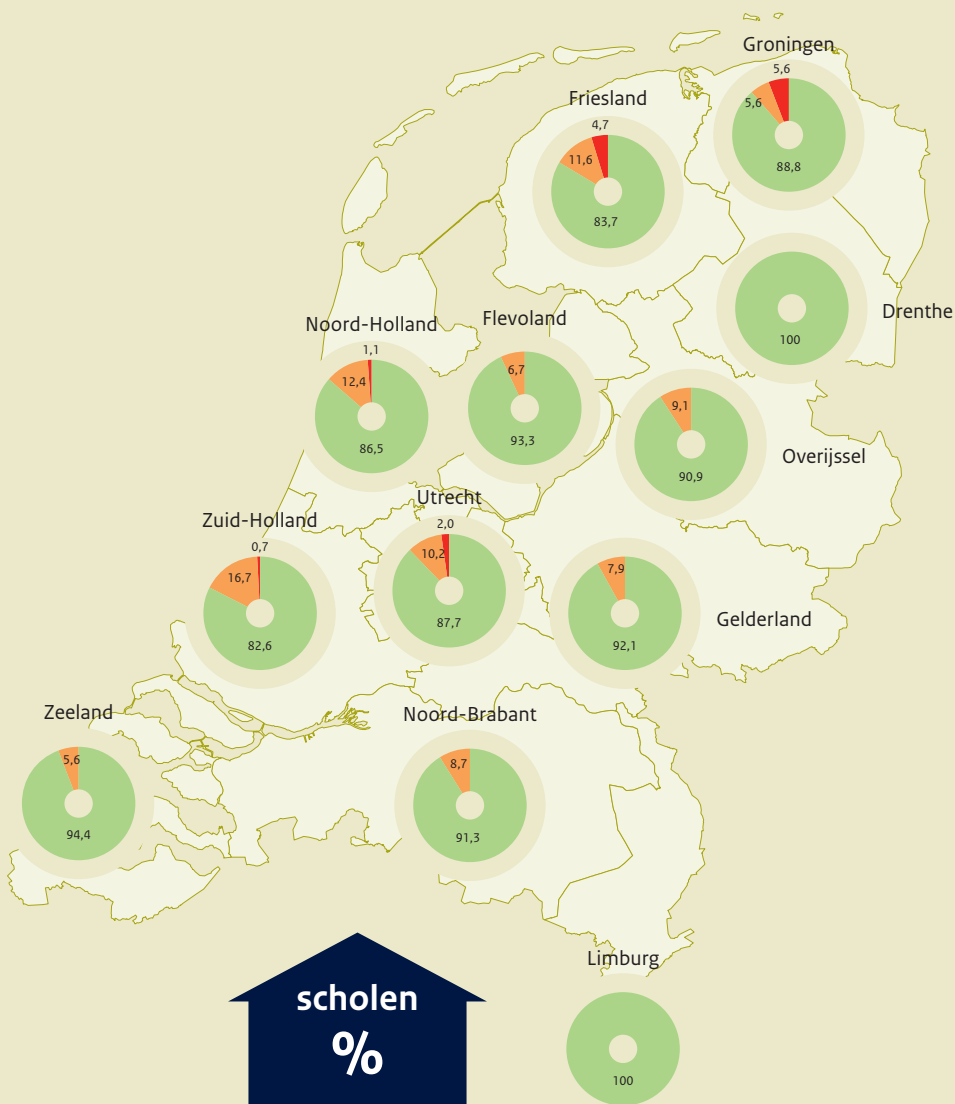 Groningen
5,6
5,6
88,8
Friesland
4,7
11,6
83,7
Drenthe
100
Noord-Holland
1,1
12,4
86,5
Flevoland
6,7
93,3
Overijssel
9,1
90,9
Utrecht
2,0
10,2
87,7
Zuid-Holland
0,7
16,7
82,6
Gelderland
7,9
92,1
Zeeland
5,6
94,4
Noord-Brabant
8,7
91,3
Limburg
100
scholen
%